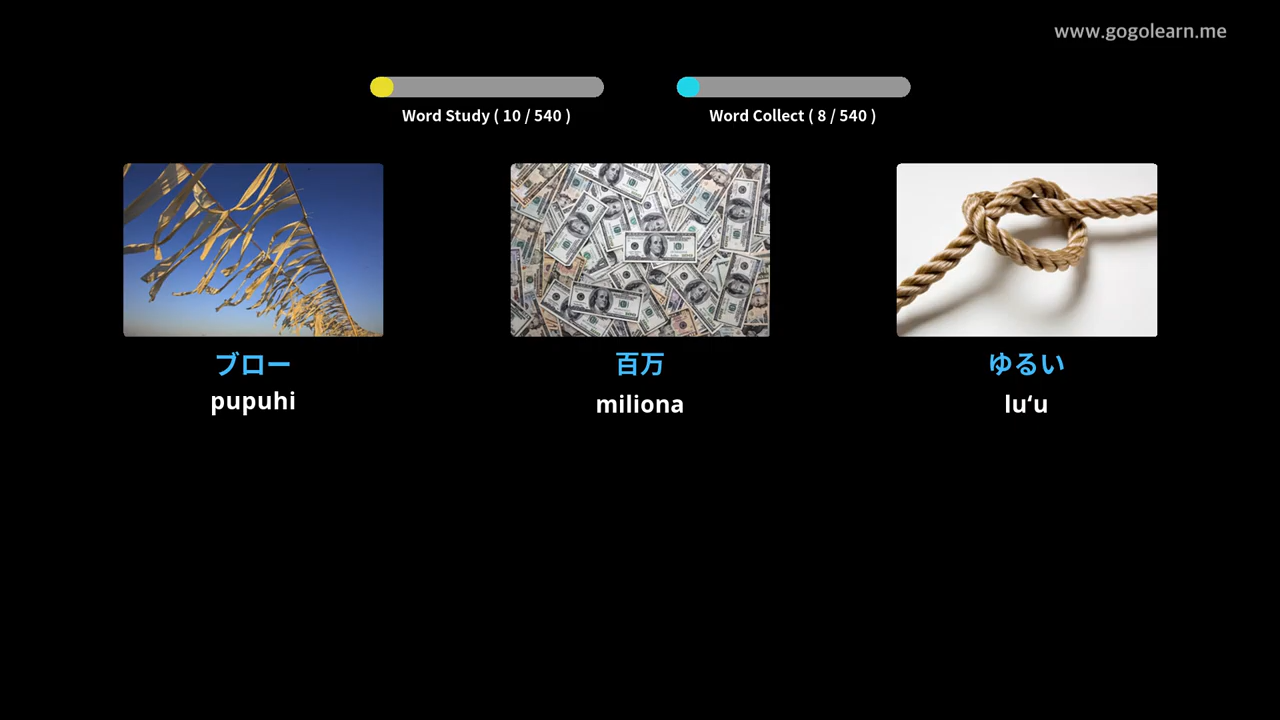 www.gogolearn.me
Word Study ( 10 / 540 )
Word Collect ( 8 / 540 )
ブロー
pupuhi
百万
miliona
ゆるい
luʻu